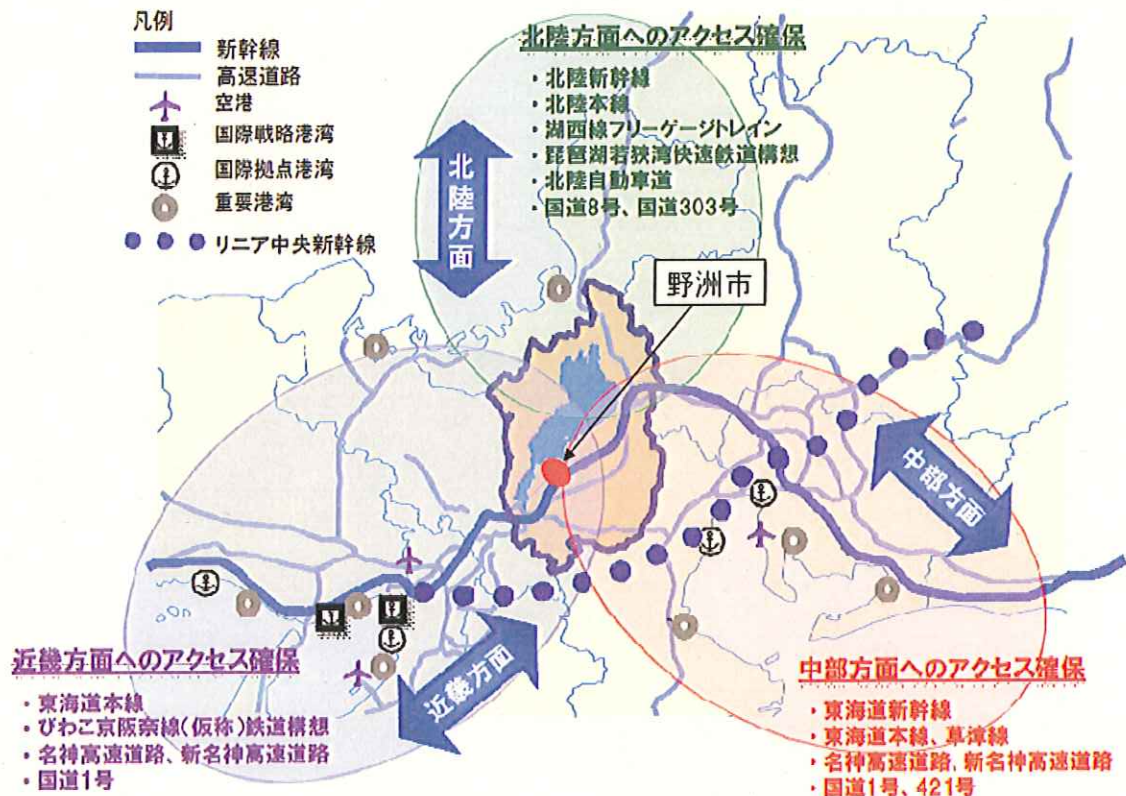 凡例
新幹線
高速道路
空港
国際戦略港湾
国際拠点港湾
重要港湾
リニア中央新幹線
北陸方面へのアクセス確保
・北陸新幹線
・北陸本線
・湖西線フリーゲージトレイン
・琵琶湖若狭湾快速鉄道構想
・北陸自動車道
・国道8号、国道303号
北陸方面
野洲市
中部方面
近畿方面
近畿方面へのアクセス確保
・東海道本線
・びわこ京阪奈線(仮称)鉄道構想
・名神高速道路、新名神高速道路
・国道1号
中部方面へのアクセス確保
・東海道新幹線
・東海道本線、草津線
・名神高速道路、新名神高速道路
・国道1号、421号